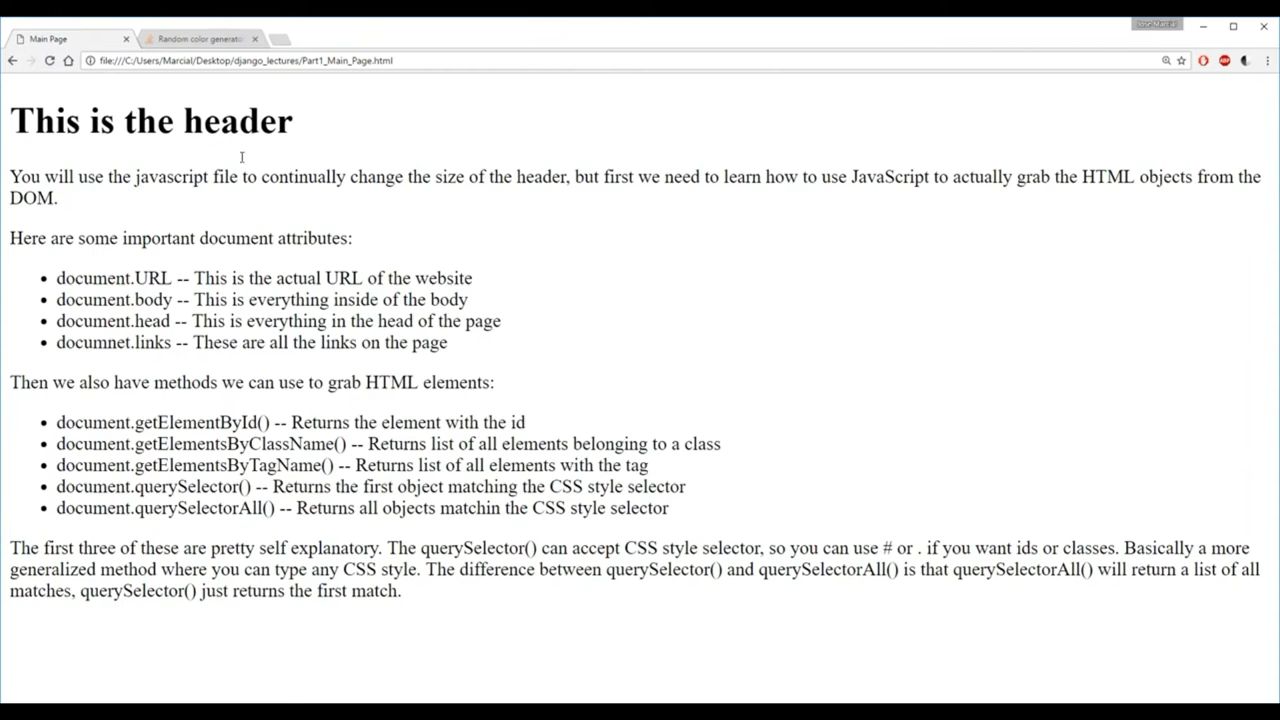 Jose Marcial
Main Page
Random color generato
file:///C:/Users/Marcial/Desktop/django_lectures/Part1_Main_Page.html
ABP
This is the header
You will use the javascript file to continually change the size of the header, but first we need to learn how to use JavaScript to actually grab the HTML objects from the
DOM.
Here are some important document attributes:
• document.URL -- This is the actual URL of the website
• document.body -- This is everything inside of the body
• document.head -- This is everything in the head of the page
• documnet.links -- These are all the links on the page
Then we also have methods we can use to grab HTML elements:
• document.getElementById() -- Returns the element with the id
• document.getElementsByClassName() -- Returns list of all elements belonging to a class
• document.getElementsByTagName() -- Returns list of all elements with the tag
• document.querySelector() -- Returns the first object matching the CSS style selector
• document.querySelectorAll() -- Returns all objects matchin the CSS style selector
The first three of these are pretty self explanatory. The querySelector() can accept CSS style selector, so you can use # or . if you want ids or classes. Basically a more
generalized method where you can type any CSS style. The difference between querySelector() and querySelectorAll() is that querySelectorAll() will return a list of all
matches, querySelector() just returns the first match.